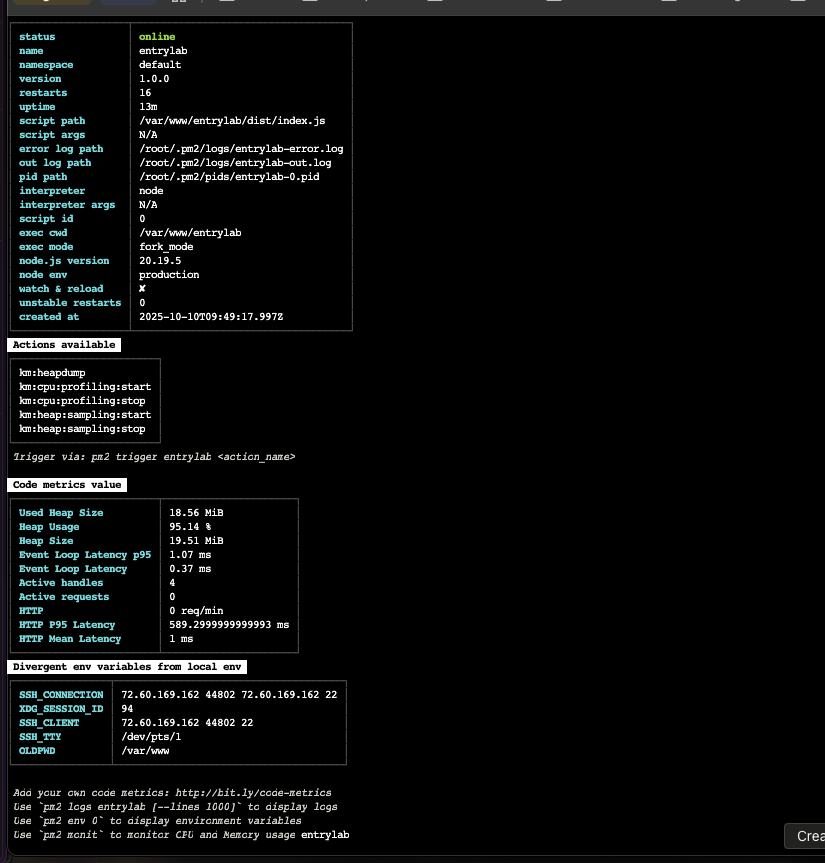 status online
name entrylab
namespace default
version 1.0.0
restarts 16
uptime 13m
script path /var/www/entrylab/dist/index.js
script args N/A
error log path /root/.pm2/logs/entrylab-error.log
out log path /root/.pm2/logs/entrylab-out.log
pid path /root/.pm2/pids/entrylab-0.pid
interpreter node
interpreter args N/A
script id 0
exec cwd /var/www/entrylab
exec mode fork_mode
node.js version 20.19.5
node env production
watch & reload ✘
unstable restarts 0
created at 2025-10-10T09:49:17.997Z
Actions available
km:heapdump
km:cpu:profiling:start
km:cpu:profiling:stop
km:heap:sampling:start
km:heap:sampling:stop
Trigger via: pm2 trigger entrylab <action_name>
Code metrics value
Used Heap Size 18.56 MiB
Heap Usage 95.14 %
Heap Size 19.51 MiB
Event Loop Latency p95 1.07 ms
Event Loop Latency 0.37 ms
Active handles 4
Active requests 0
HTTP 0 req/min
HTTP P95 Latency 589.2999999999993 ms
HTTP Mean Latency 1 ms
Divergent env variables from local env
SSH_CONNECTION 72.60.169.162 44802 72.60.169.162 22
XDG_SESSION_ID 94
SSH_CLIENT 72.60.169.162 44802 22
SSH_TTY /dev/pts/1
OLDPWD /var/www
Add your own code metrics: http://bit.ly/code-metrics
Use `pm2 logs entrylab [--lines 1000]` to display logs
Use `pm2 env 0` to display environment variables
Use `pm2 monit` to monitor CPU and Memory usage entrylab
Crea